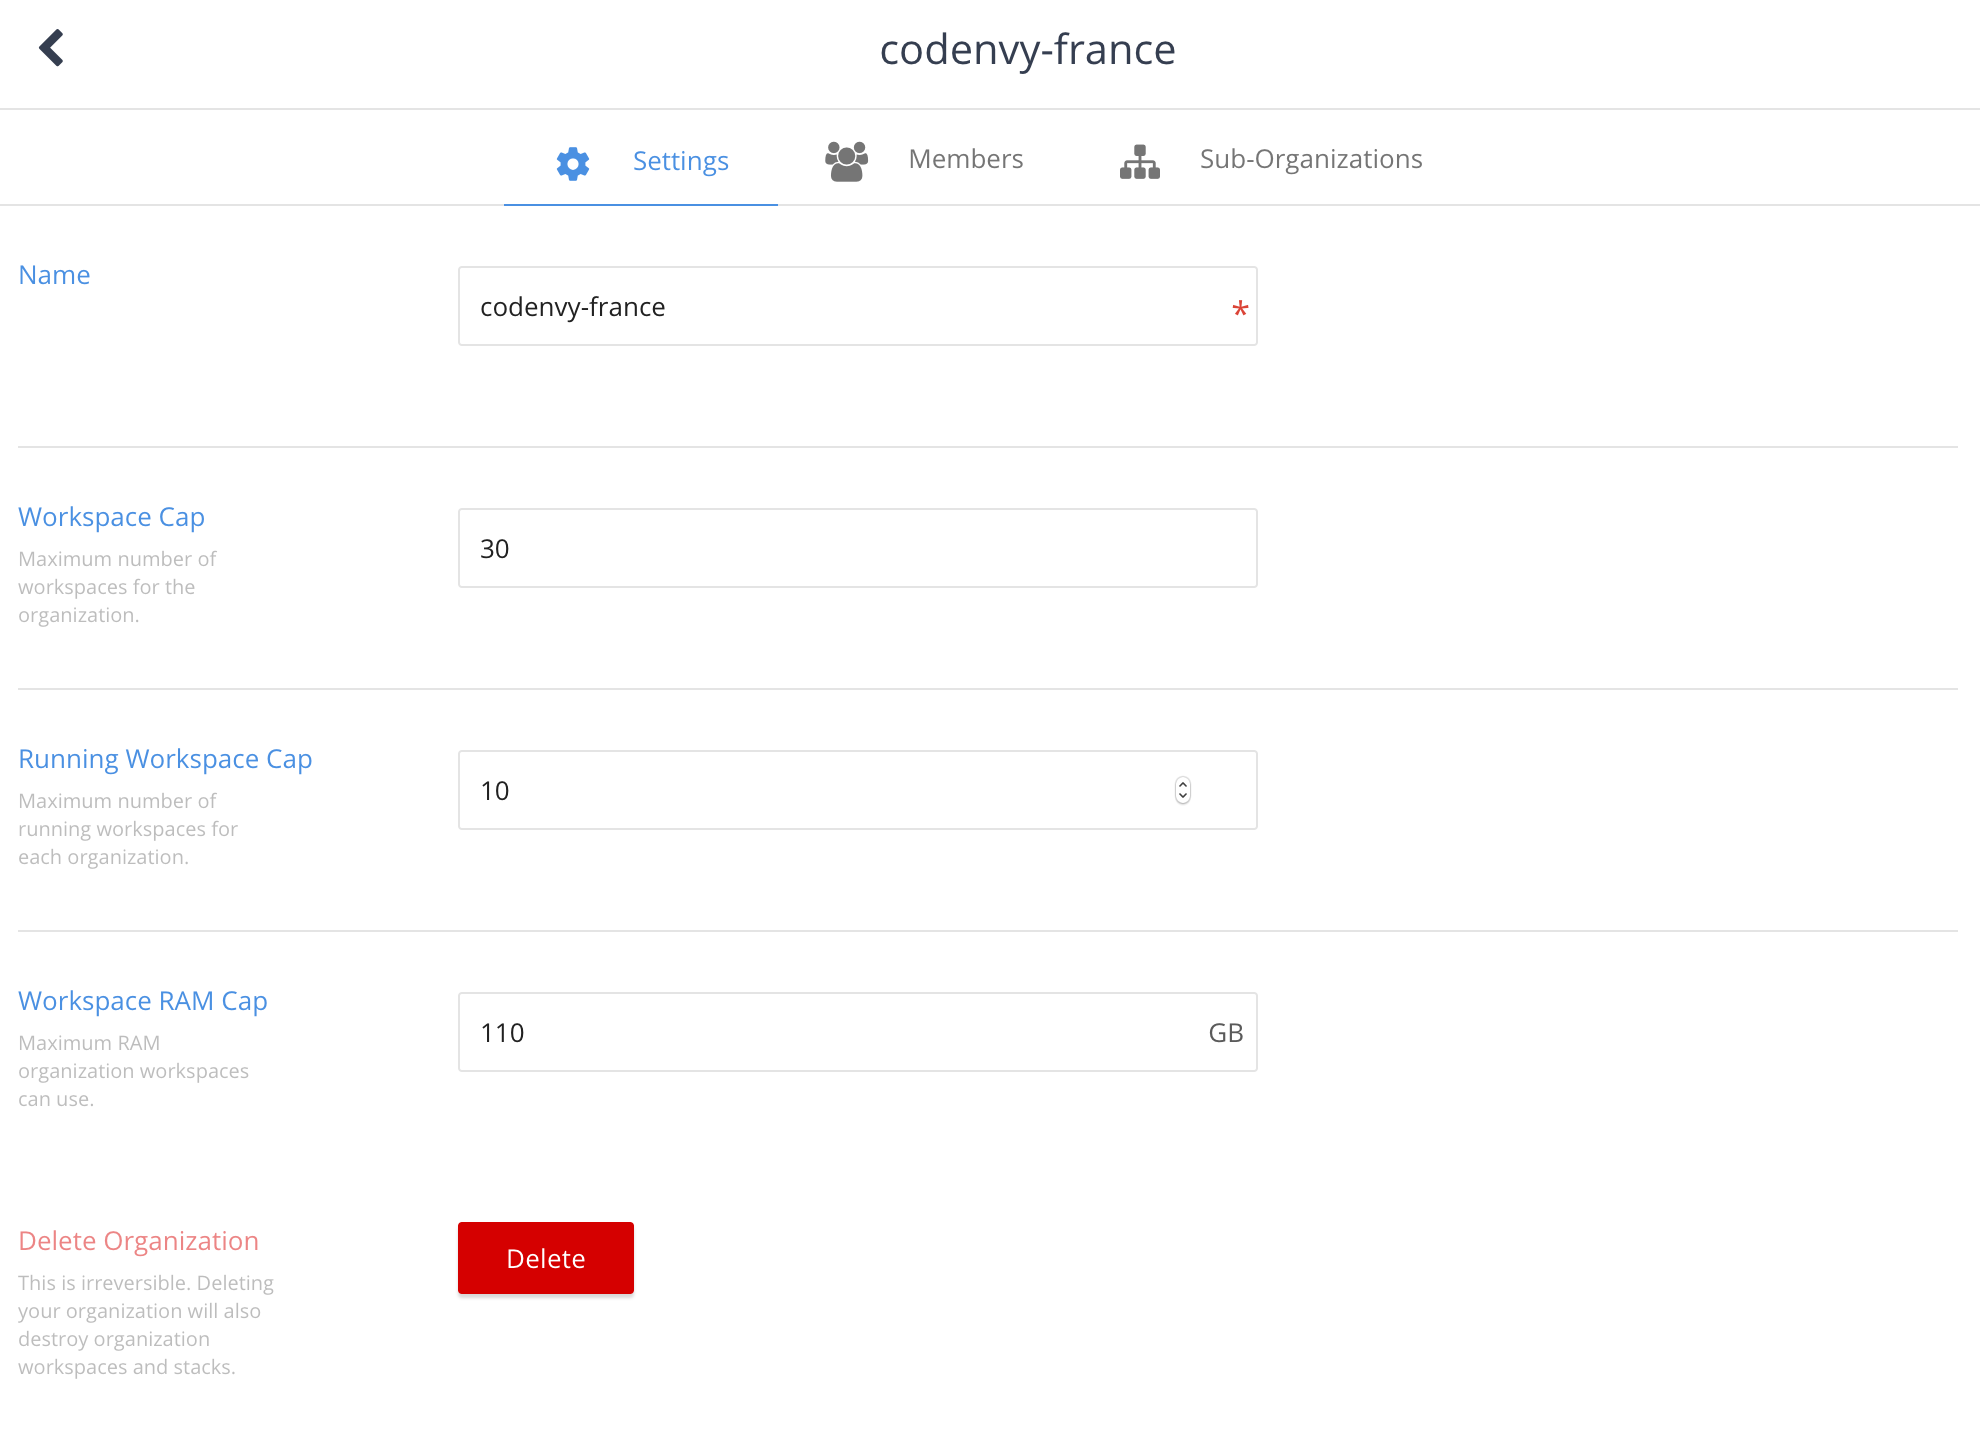 codenvy-france
Settings
Members
Sub-Organizations
Name
codenvy-france
*
Workspace Cap
Maximum number of
workspaces for the
organization.
30
Running Workspace Cap
Maximum number of
running workspaces for
each organization.
10
Workspace RAM Cap
Maximum RAM
organization workspaces
can use.
110
GB
Delete Organization
This is irreversible. Deleting
your organization will also
destroy organization
workspaces and stacks.
Delete